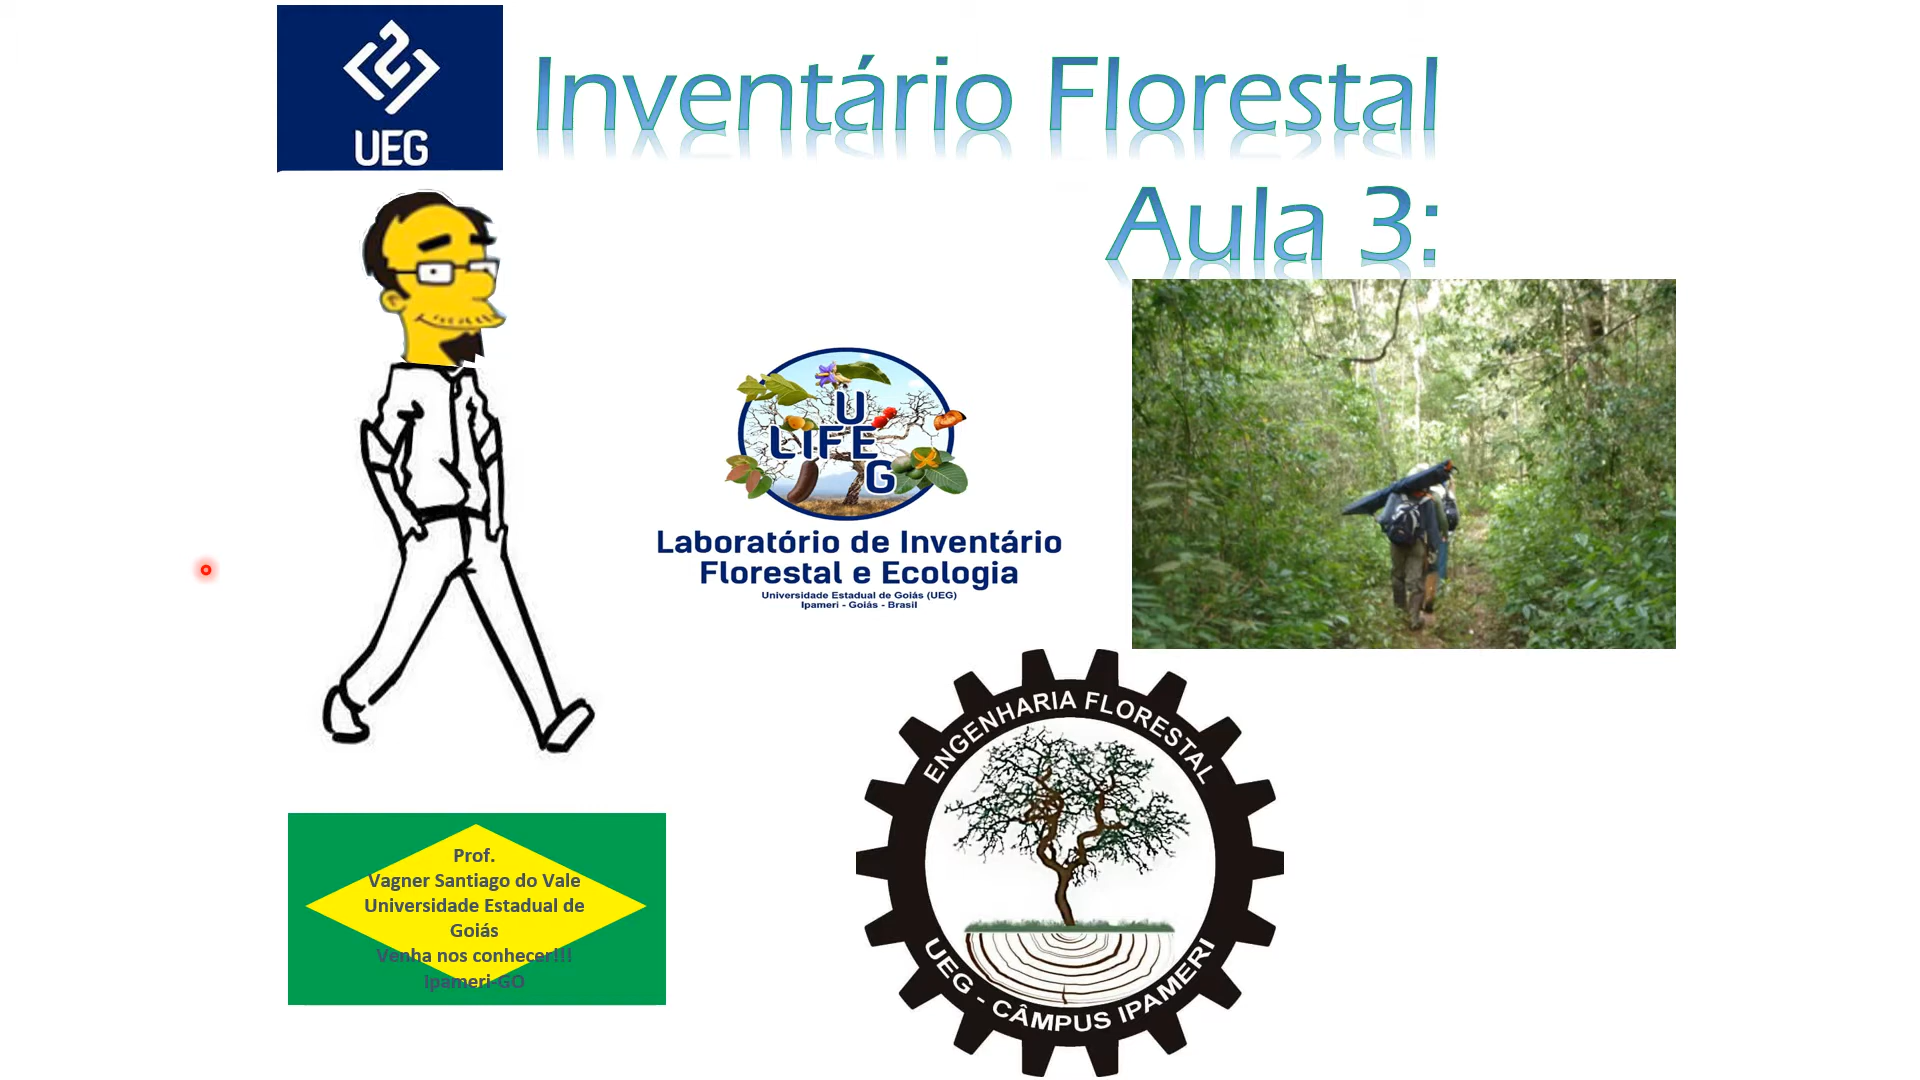 UEG
Inventário Florestal
Aula 3:
U
LIFE
G
Laboratório de Inventário
Florestal e Ecologia
Universidade Estadual de Goiás (UEG)
Ipameri - Goiás - Brasil
ENGENHARIA FLORESTAL
UEG - CÂMPUS IPAMERI
Prof.
Vagner Santiago do Vale
Universidade Estadual de
Goiás
Venha nos conhecer!!!
Ipameri-GO